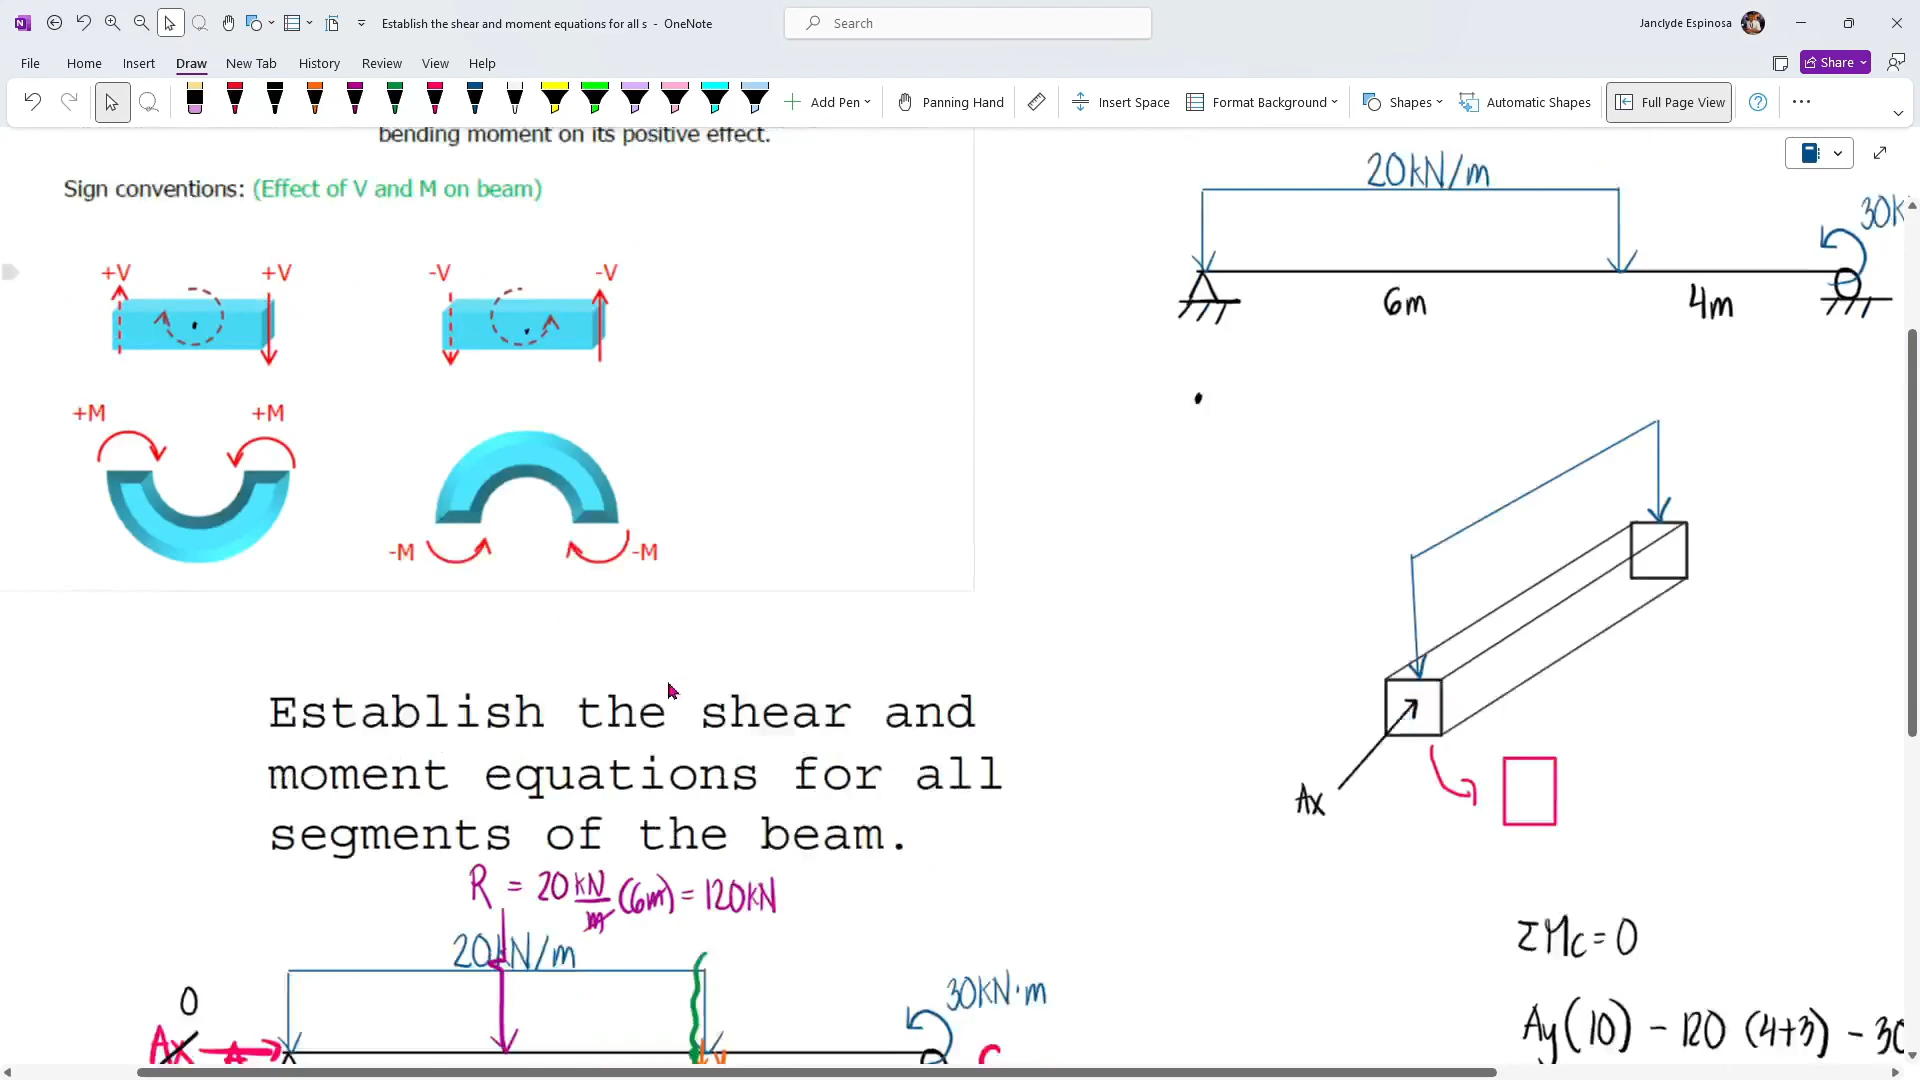 Establish the shear and moment equations for all s - OneNote
Search
Janclyde Espinosa
File Home Insert Draw New Tab History Review View Help
Share
Add Pen
Panning Hand
Insert Space
Format Background
Shapes
Automatic Shapes
Full Page View
bending moment on its positive effect.
Sign conventions: (Effect of V and M on beam)
+V +V -V -V
+M +M
-M -M
20kN/m
30k
6m 4m
Ax
Establish the shear and
moment equations for all
segments of the beam.
R = 20 kN/m (6m) = 120KN
20kN/m
30KN·m
0
Ax
ΣMc=0
Ay(10) - 120 (4+3) - 30